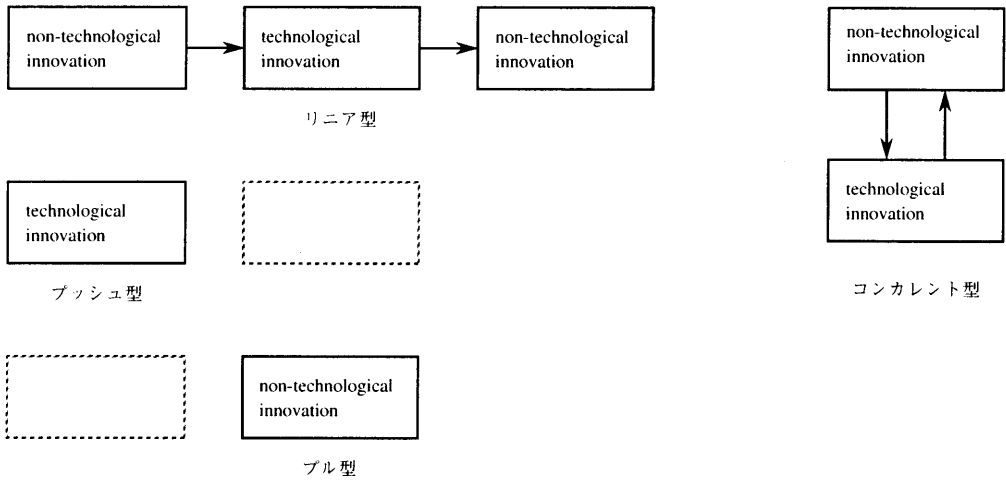 non-technological
innovation
technological
innovation
non-technological
innovation
リニア型
non-technological
innovation
technological
innovation
コンカレント型
technological
innovation
プッシュ型
non-technological
innovation
プル型